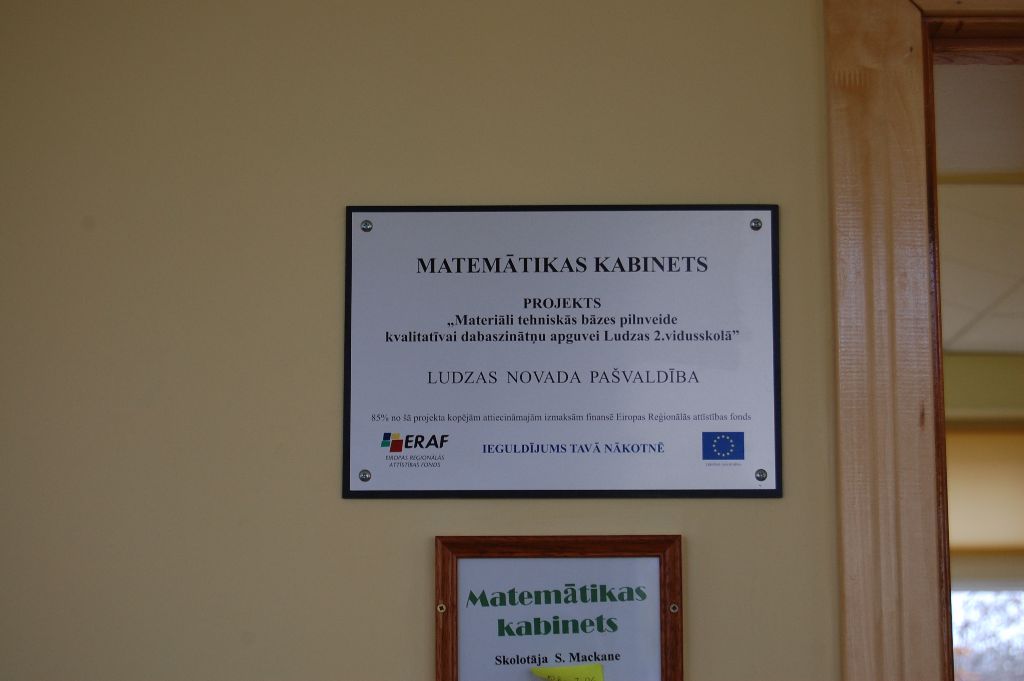 MATEMĀTIKAS KABINETS
PROJEKTS
„Materiāli tehniskās bāzes pilnveide
kvalitatīvai dabaszinātņu apguvei Ludzas 2.vidusskolā”
LUDZAS NOVADA PAŠVALDĪBA
85% no šā projekta kopējām attiecināmajām izmaksām finansē Eiropas Reģionālās attīstības fonds
ERAF
EIROPAS REĢIONĀLĀS
ATTĪSTĪBAS FONDS
IEGULDĪJUMS TAVĀ NĀKOTNĒ
Matemātikas
kabinets
Skolotāja S. Mackane